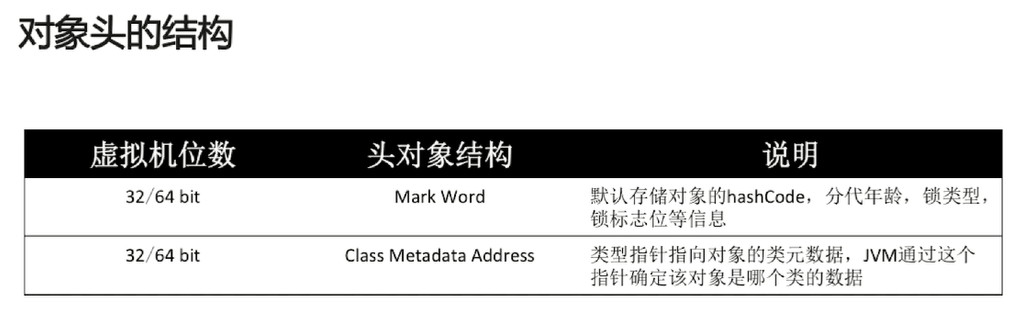 对象头的结构
虚拟机位数 头对象结构 说明
32/64 bit Mark Word 默认存储对象的hashCode，分代年龄，锁类型，
锁标志位等信息
32/64 bit Class Metadata Address 类型指针指向对象的类元数据，JVM通过这个
指针确定该对象是哪个类的数据